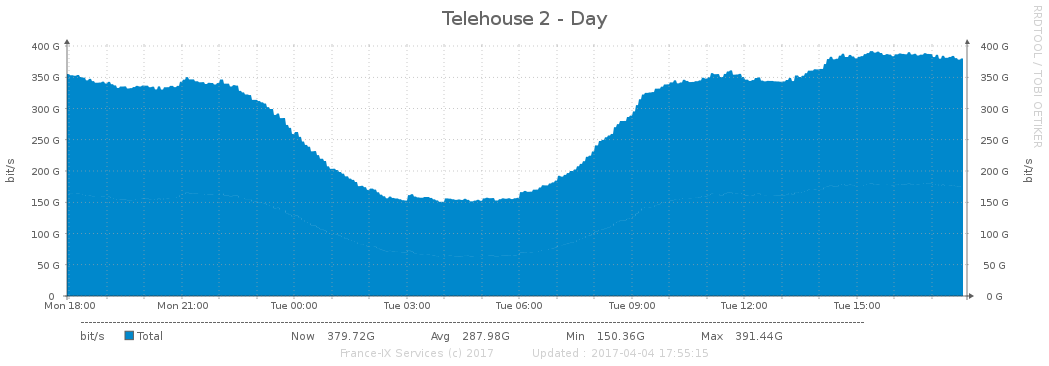 Telehouse 2 - Day
RRDTOOL / TOBI OETIKER
bit/s
400 G 400 G
350 G 350 G
300 G 300 G
250 G 250 G
200 G 200 G
150 G 150 G
100 G 100 G
50 G 50 G
0 0 G
bit/s
Mon 18:00 Mon 21:00 Tue 00:00 Tue 03:00 Tue 06:00 Tue 09:00 Tue 12:00 Tue 15:00
bit/s Total Now 379.72G Avg 287.98G Min 150.36G Max 391.44G
France-IX Services (c) 2017 Updated : 2017-04-04 17:55:15